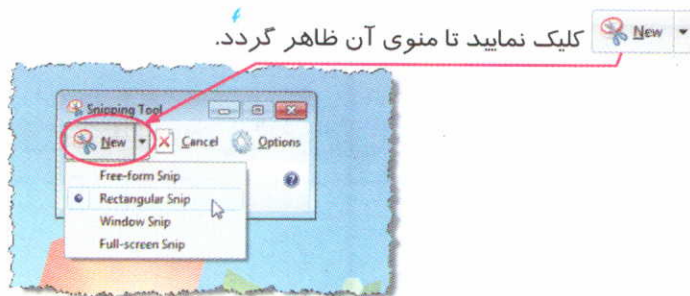 New کلیک نمایید تا منوی آن ظاهر گردد.
Snipping Tool
New Cancel Options
Free-form Snip
Rectangular Snip
Window Snip
Full-screen Snip